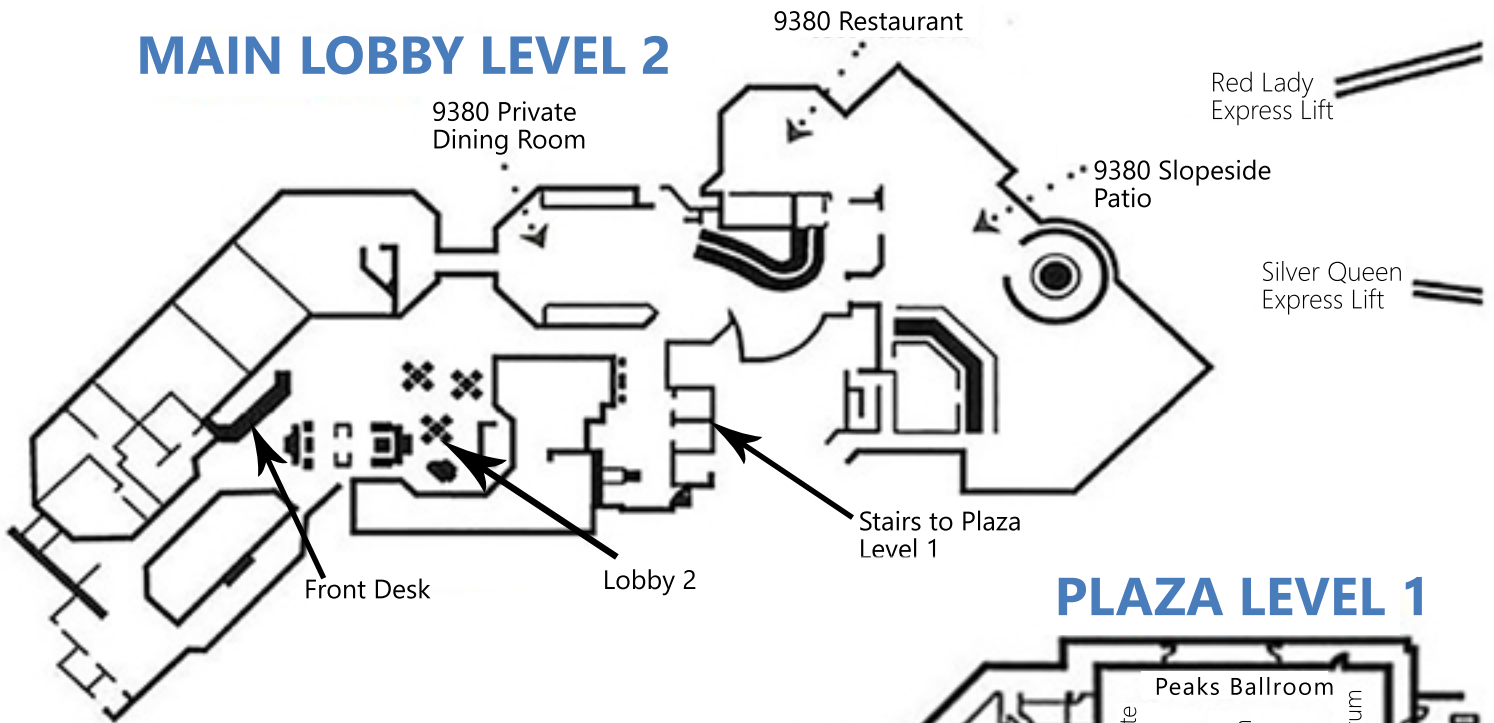 9380 Restaurant
MAIN LOBBY LEVEL 2
Red Lady
Express Lift
9380 Private
Dining Room
9380 Slopeside
Patio
Silver Queen
Express Lift
Stairs to Plaza
Level 1
Front Desk
Lobby 2
PLAZA LEVEL 1
Peaks Ballroom